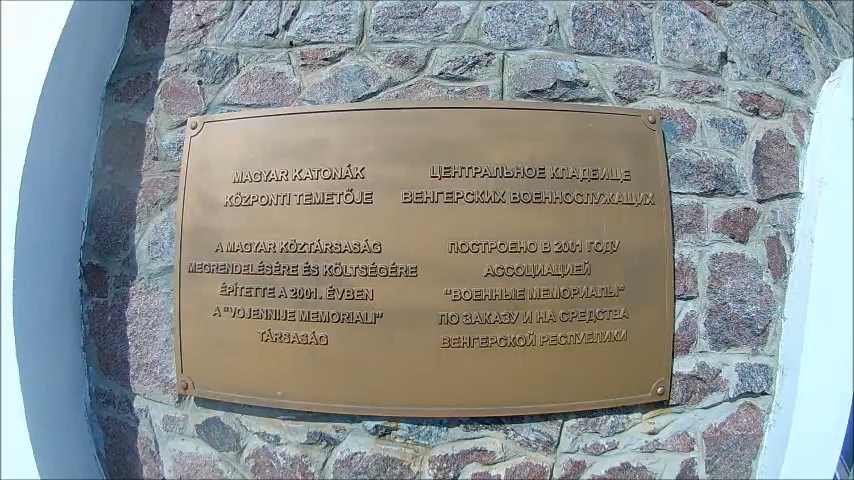 MAGYAR KATONÁK
KÖZPONTI TEMETŐJE
A MAGYAR KÖZTÁRSASÁG
MEGRENDELÉSÉRE ÉS KÖLTSÉGÉRE
ÉPÍTETTE A 2001. ÉVBEN
A "VOJENNIJE MEMORIALI"
TÁRSASÁG
ЦЕНТРАЛЬНОЕ КЛАДБИЩЕ
ВЕНГЕРСКИХ ВОЕННОСЛУЖАЩИХ
ПОСТРОЕНО В 2001 ГОДУ
АССОЦИАЦИЕЙ
"ВОЕННЫЕ МЕМОРИАЛЫ"
ПО ЗАКАЗУ И НА СРЕДСТВА
ВЕНГЕРСКОЙ РЕСПУБЛИКИ